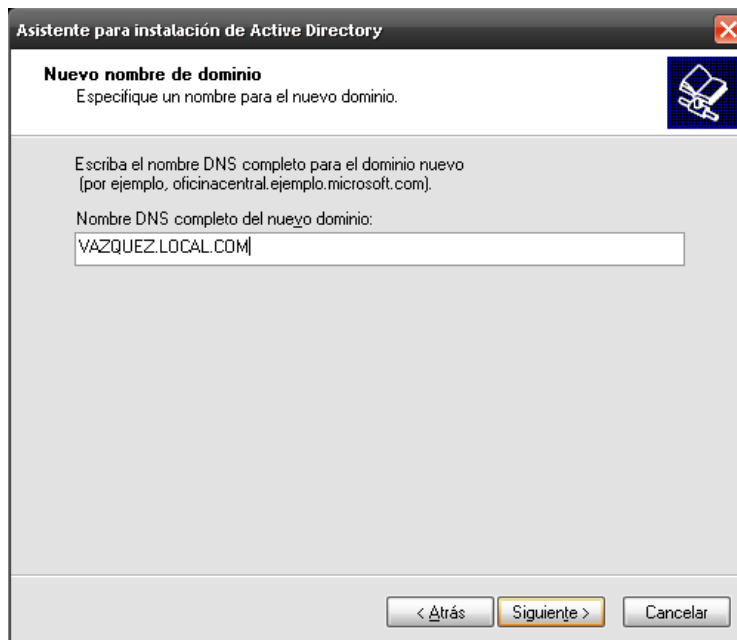 Asistente para instalación de Active Directory
Nuevo nombre de dominio
Especifique un nombre para el nuevo dominio.
Escriba el nombre DNS completo para el dominio nuevo
(por ejemplo, oficinacentral.ejemplo.microsoft.com).
Nombre DNS completo del nuevo dominio:
VAZQUEZ.LOCAL.COM
< Atrás
Siguiente >
Cancelar